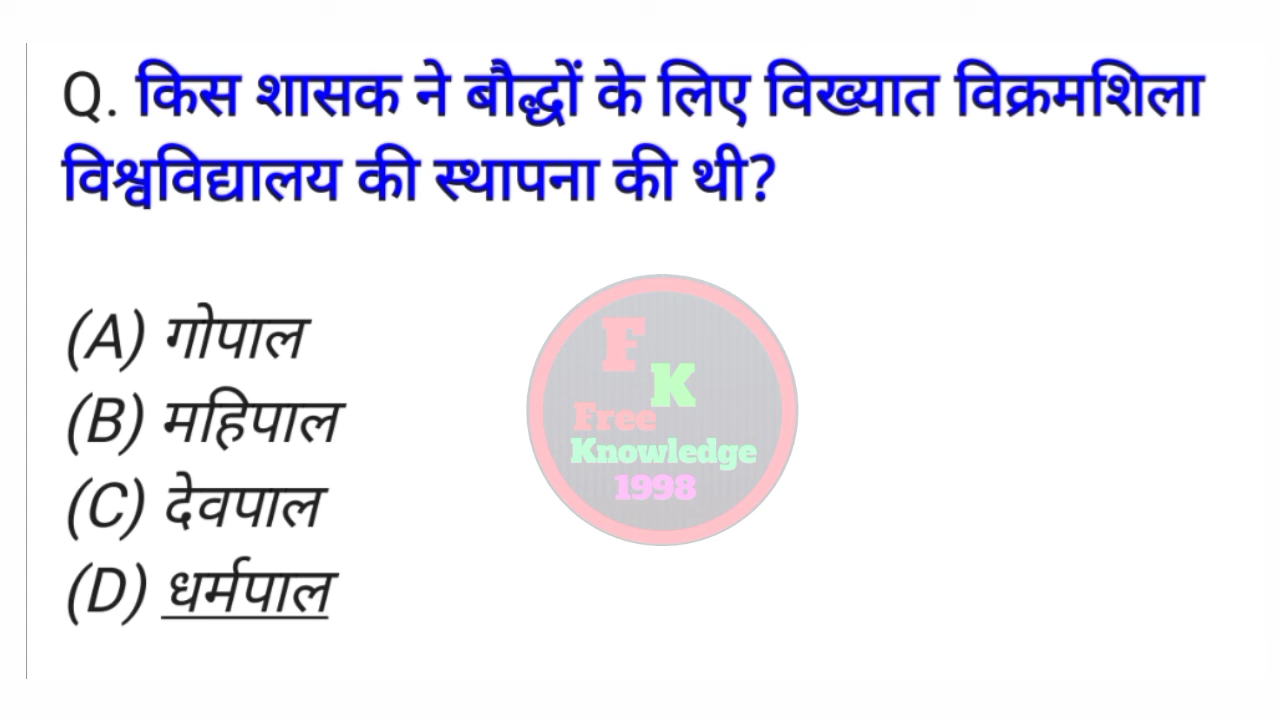 Q. किस शासक ने बौद्धों के लिए विख्यात विक्रमशिला
विश्वविद्यालय की स्थापना की थी?
(A) गोपाल
(B) महिपाल
(C) देवपाल
(D) धर्मपाल
F
K
Free
Knowledge
1998